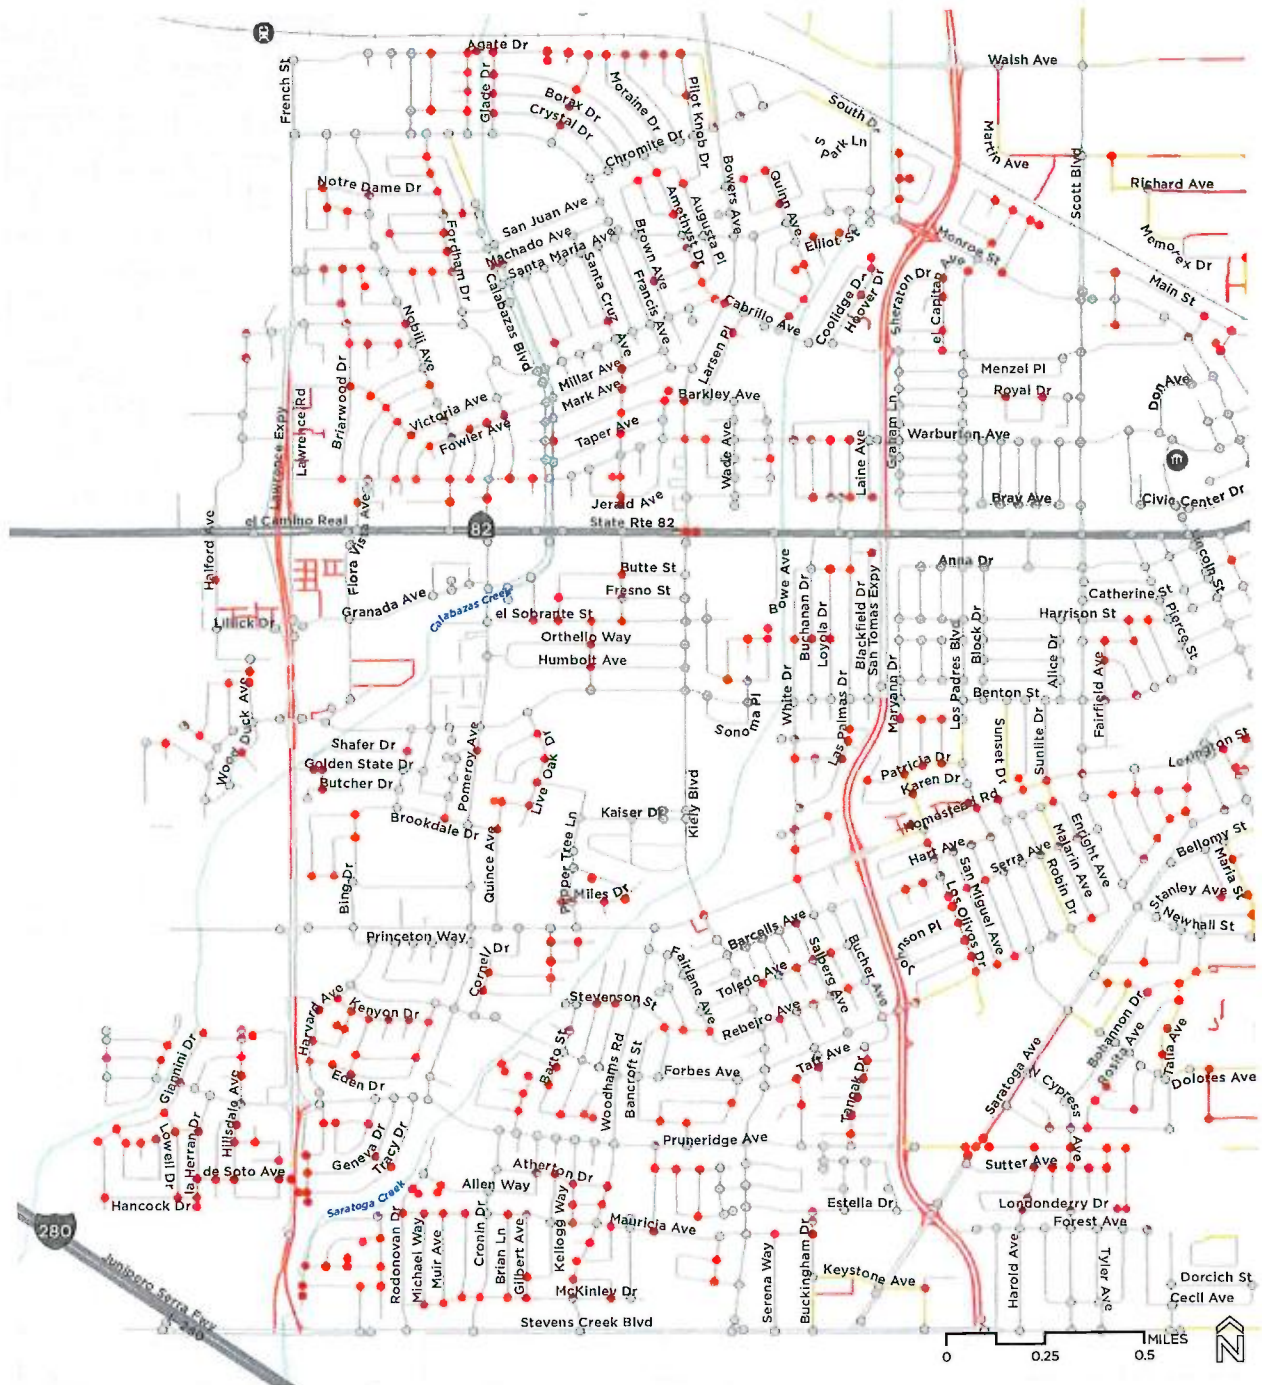 Agate Dr
Walsh Ave
French St
Glade Dr
Borax Dr
Moraine Dr
Pilot Knob Dr
Crystal Dr
South Dr
Chromite Dr
S Park Ln
Martin Ave
Scott Blvd
Bowers Ave
Quinn Ave
Richard Ave
Notre Dame Dr
Amethyst Dr
Augusta Pl
San Juan Ave
Machado Ave
Santa Maria Ave
Brown Ave
Elliot St
Monroe St
Memorex Dr
Fordham Dr
Calabazas Blvd
Santa Cruz Ave
Francis Ave
Cabrillo Ave
Coolidge Dr
Hoover Dr
Sheraton Dr
el Capitan Ave
Main St
Nobili Ave
Larsen Pl
Menzel Pl
Millar Ave
Mark Ave
Barkley Ave
Royal Dr
Don Ave
Lawrence Expy
Lawrence Rd
Briarwood Dr
Victoria Ave
Fowler Ave
Taper Ave
Wade Ave
Laine Ave
Graham Ln
Warburton Ave
Jerald Ave
Bray Ave
Civic Center Dr
el Camino Real
82
State Rte 82
Halford Ave
Flora Vista Ave
Butte St
Fresno St
Bowe Ave
Buchanan Dr
Loyola Dr
Blackfield Dr
San Tomas Expy
Anna Dr
Lincoln St
Catherine St
Lillick Dr
Granada Ave
Calabazas Creek
el Sobrante St
Harrison St
Pierce St
Orthello Way
Humbolt Ave
Los Padres Blvd
Block Dr
Alice Dr
Fairfield Ave
Wood Duck Ave
Sonoma Pl
White Dr
Las Palmas Dr
Maryann Dr
Benton St
Sunset Dr
Sunlite Dr
Shafer Dr
Golden State Dr
Butcher Dr
Pomeroy Ave
Live Oak Dr
Patricia Dr
Karen Dr
Lexington St
Brookdale Dr
Kaiser Dr
Kiely Blvd
Homestead Rd
Bellomy St
Bing Dr
Quince Ave
Pepper Tree Ln
Miles Dr
Hart Ave
San Miguel Ave
Los Olivos Dr
Serra Ave
Robin Dr
Malarin Ave
Enright Ave
Maria St
Stanley Ave
Newhall St
Princeton Way
Cornell Dr
Barcells Ave
Johnson Pl
Fairlane Ave
Toledo Ave
Salberg Ave
Bucher Ave
Harvard Ave
Kenyon Dr
Stevenson St
Rebeiro Ave
Giannini Dr
Barto St
Woodhams Rd
Bancroft St
Forbes Ave
Taft Ave
Tanoak Dr
Saratoga Ave
Bohannon Dr
Rosita Ave
Talia Ave
N Cypress Ave
Dolores Ave
Eden Dr
Hillsdale Ave
Lowell Dr
la Herran Dr
Geneva Dr
Tracy Dr
Pruneridge Ave
de Soto Ave
Atherton Dr
Allen Way
Sutter Ave
Hancock Dr
Saratoga Creek
Estella Dr
Londonderry Dr
Forest Ave
280
Rodonovan Dr
Michael Way
Muir Ave
Cronin Dr
Brian Ln
Gilbert Ave
Kellogg Way
Mauricia Ave
Serena Way
Buckingham Dr
Keystone Ave
McKinley Dr
Harold Ave
Tyler Ave
Dorcich St
Cecil Ave
Junipero Serra Fwy
I- 280
Stevens Creek Blvd
0
0.25
0.5
MILES
N